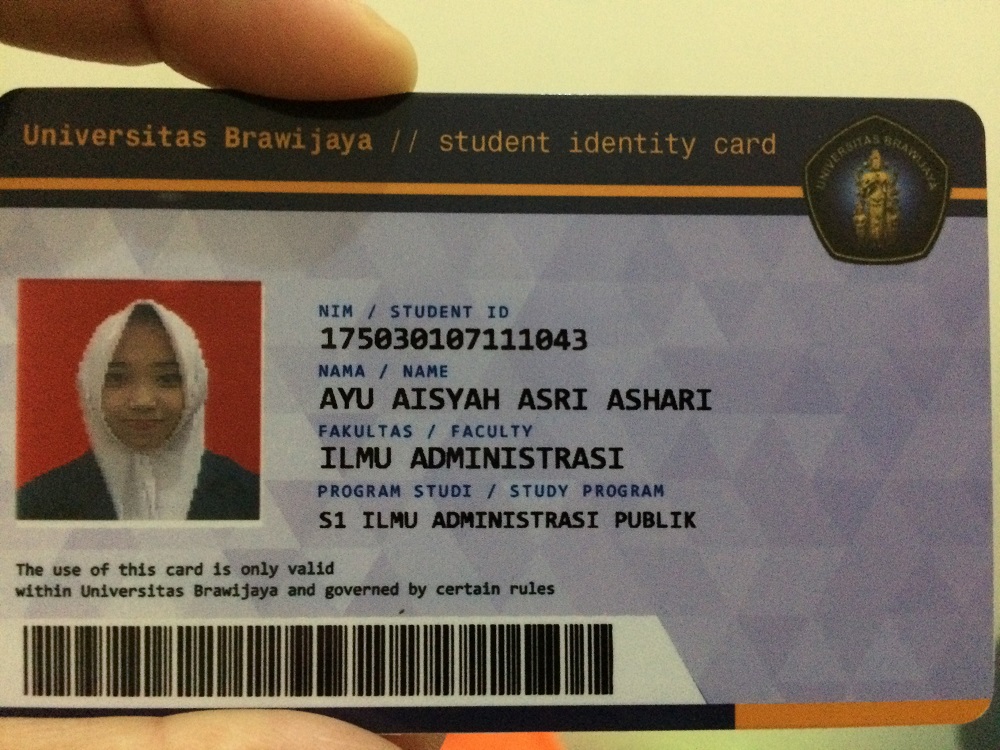 Universitas Brawijaya // student identity card
UNIVERSITAS BRAWIJAYA
NIM / STUDENT ID
175030107111043
NAMA / NAME
AYU AISYAH ASRI ASHARI
FAKULTAS / FACULTY
ILMU ADMINISTRASI
PROGRAM STUDI / STUDY PROGRAM
S1 ILMU ADMINISTRASI PUBLIK
The use of this card is only valid
within Universitas Brawijaya and governed by certain rules